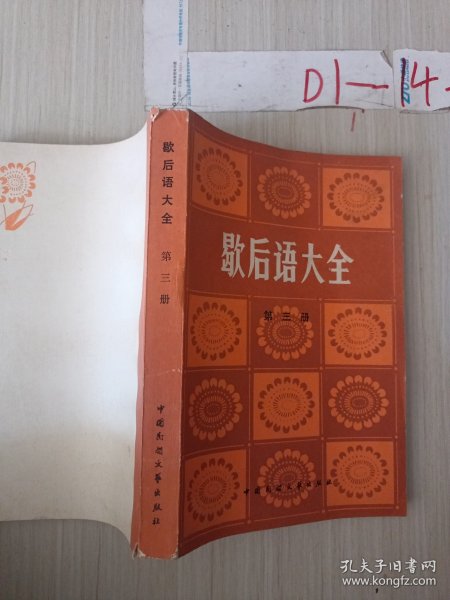 D1-14-
歇后语大全
第三册
中国民间文艺出版社
歇后语大全
第三册
中国民间文艺出版社
孔夫子旧书网
www.kongfz.com